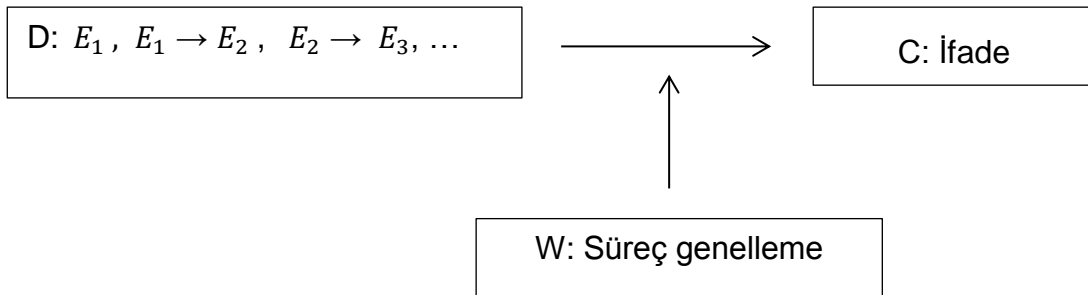 D: E₁ , E₁ → E₂ , E₂ → E₃, …
C: İfade
W: Süreç genelleme